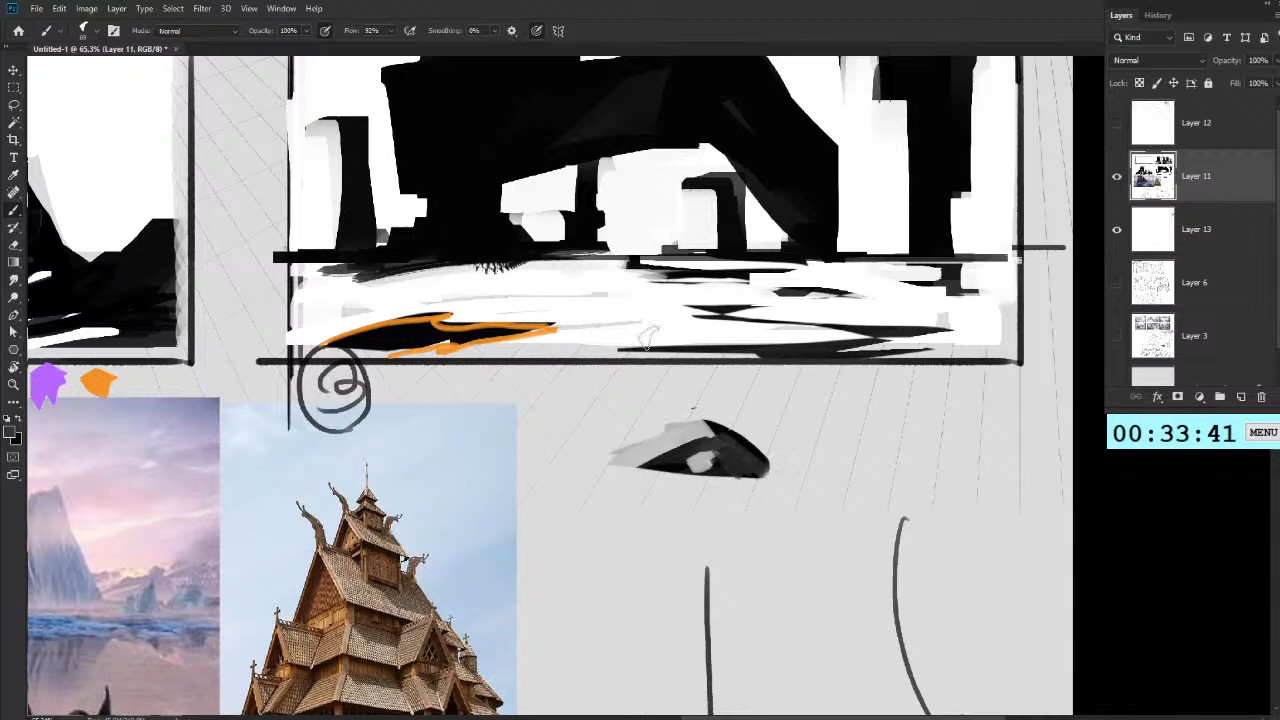 File Edit Image Layer Type Select Filter 3D View Window Help
69 Mode: Normal Opacity: 100% Flow: 92% Smoothing: 0%
Untitled-1 @ 65.3% (Layer 11, RGB/8) * ×
Layers History
Kind
Normal Opacity: 100%
Lock: Fill: 100%
Layer 12
Layer 11
Layer 13
Layer 6
Layer 3
00:33:41 MENU